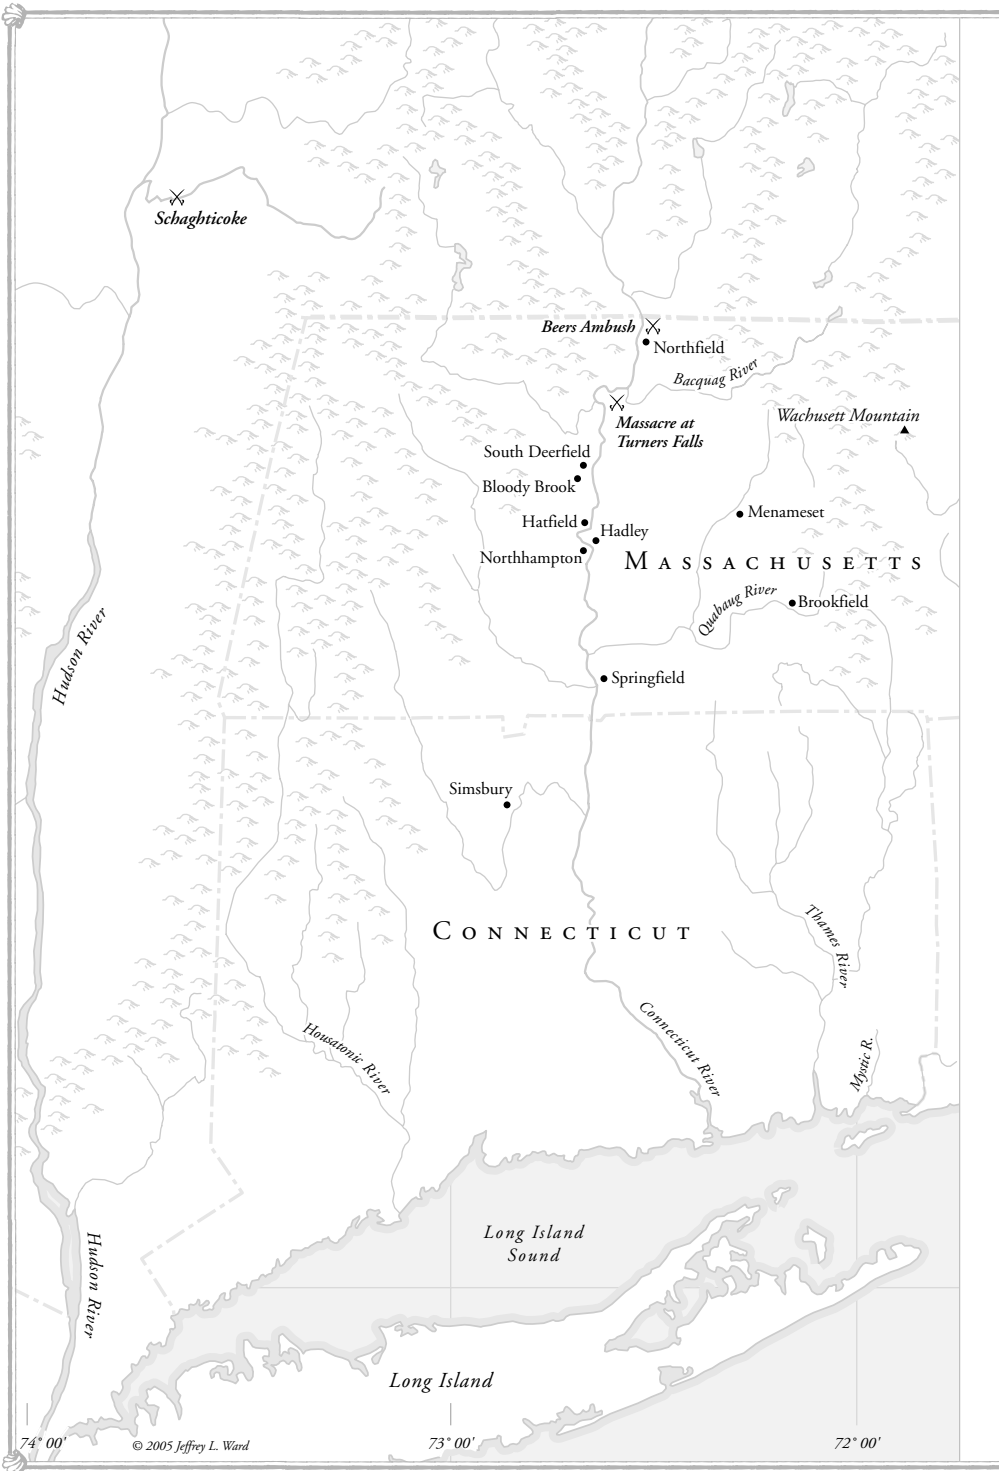 Schaghticoke
Beers Ambush
Northfield
Bacquag River
Wachusett Mountain
Massacre at
Turners Falls
South Deerfield
Bloody Brook
Menameset
Hatfield
Hadley
Northhampton
MASSACHUSETTS
Quabaug River
Brookfield
Hudson River
Springfield
Simsbury
CONNECTICUT
Thames River
Housatonic River
Connecticut River
Mystic R.
Long Island
Sound
Hudson River
Long Island
74° 00'
© 2005 Jeffrey L. Ward
73° 00'
72° 00'